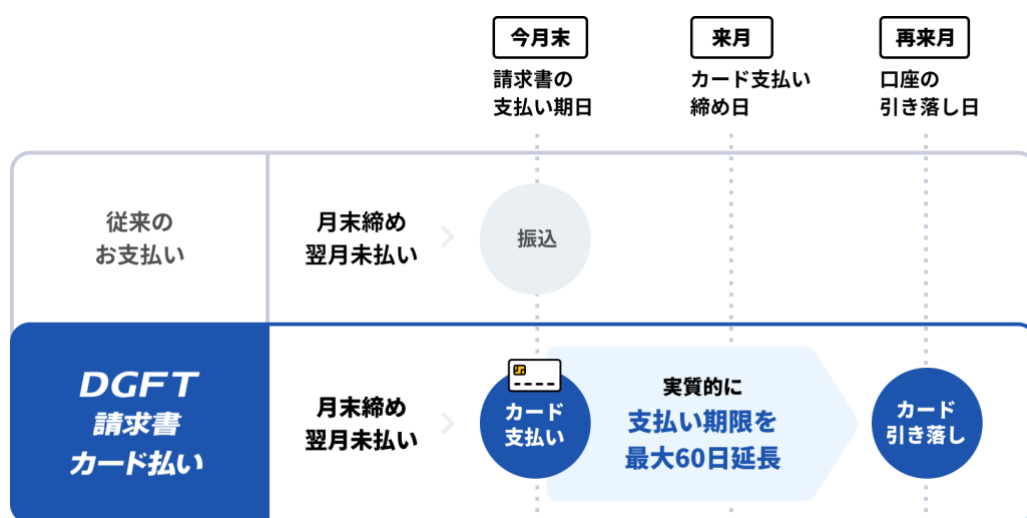 今月末
請求書の
支払い期日
来月
カード支払い
締め日
再来月
口座の
引き落し日
従来の
お支払い
月末締め
翌月未払い
振込
DGFT
請求書
カード払い
月末締め
翌月未払い
カード
支払い
実質的に
支払い期限を
最大60日延長
カード
引き落し